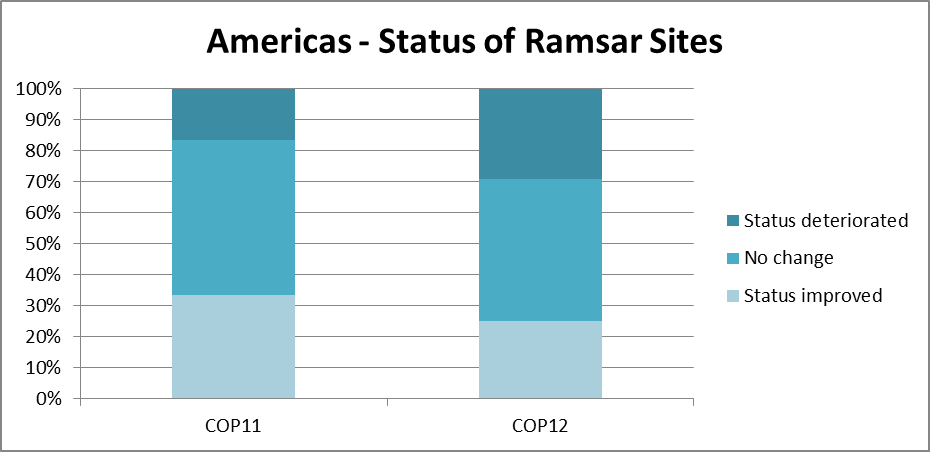 Americas - Status of Ramsar Sites
100%
90%
80%
70%
60%
50%
40%
30%
20%
10%
0%
COP11
COP12
Status deteriorated
No change
Status improved